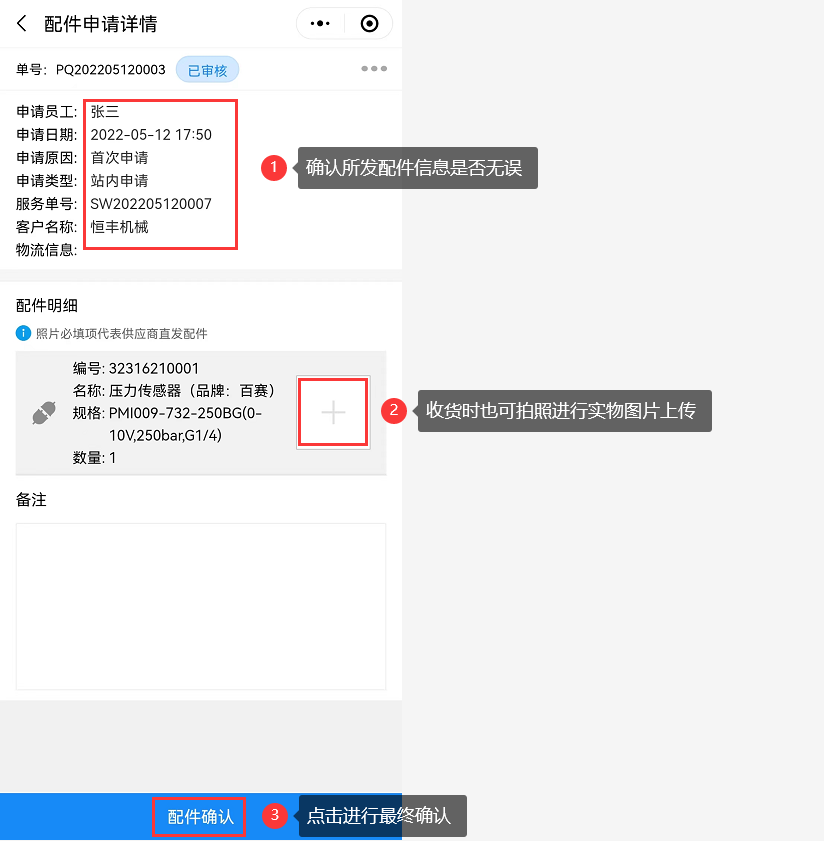 配件申请详情
单号: PQ202205120003 已审核
申请员工: 张三
申请日期: 2022-05-12 17:50
申请原因: 首次申请
申请类型: 站内申请
服务单号: SW202205120007
客户名称: 恒丰机械
物流信息:
1 确认所发配件信息是否无误
配件明细
照片必填项代表供应商直发配件
编号: 32316210001
名称: 压力传感器（品牌：百赛）
规格: PMI009-732-250BG(0-
10V,250bar,G1/4)
数量: 1
2 收货时也可拍照进行实物图片上传
备注
配件确认
3 点击进行最终确认